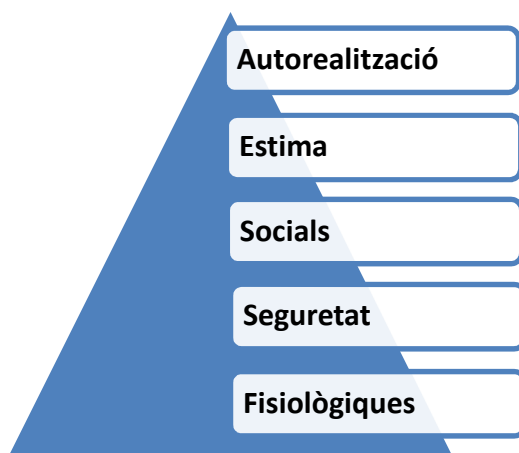 Autorealització
Estima
Socials
Seguretat
Fisiològiques